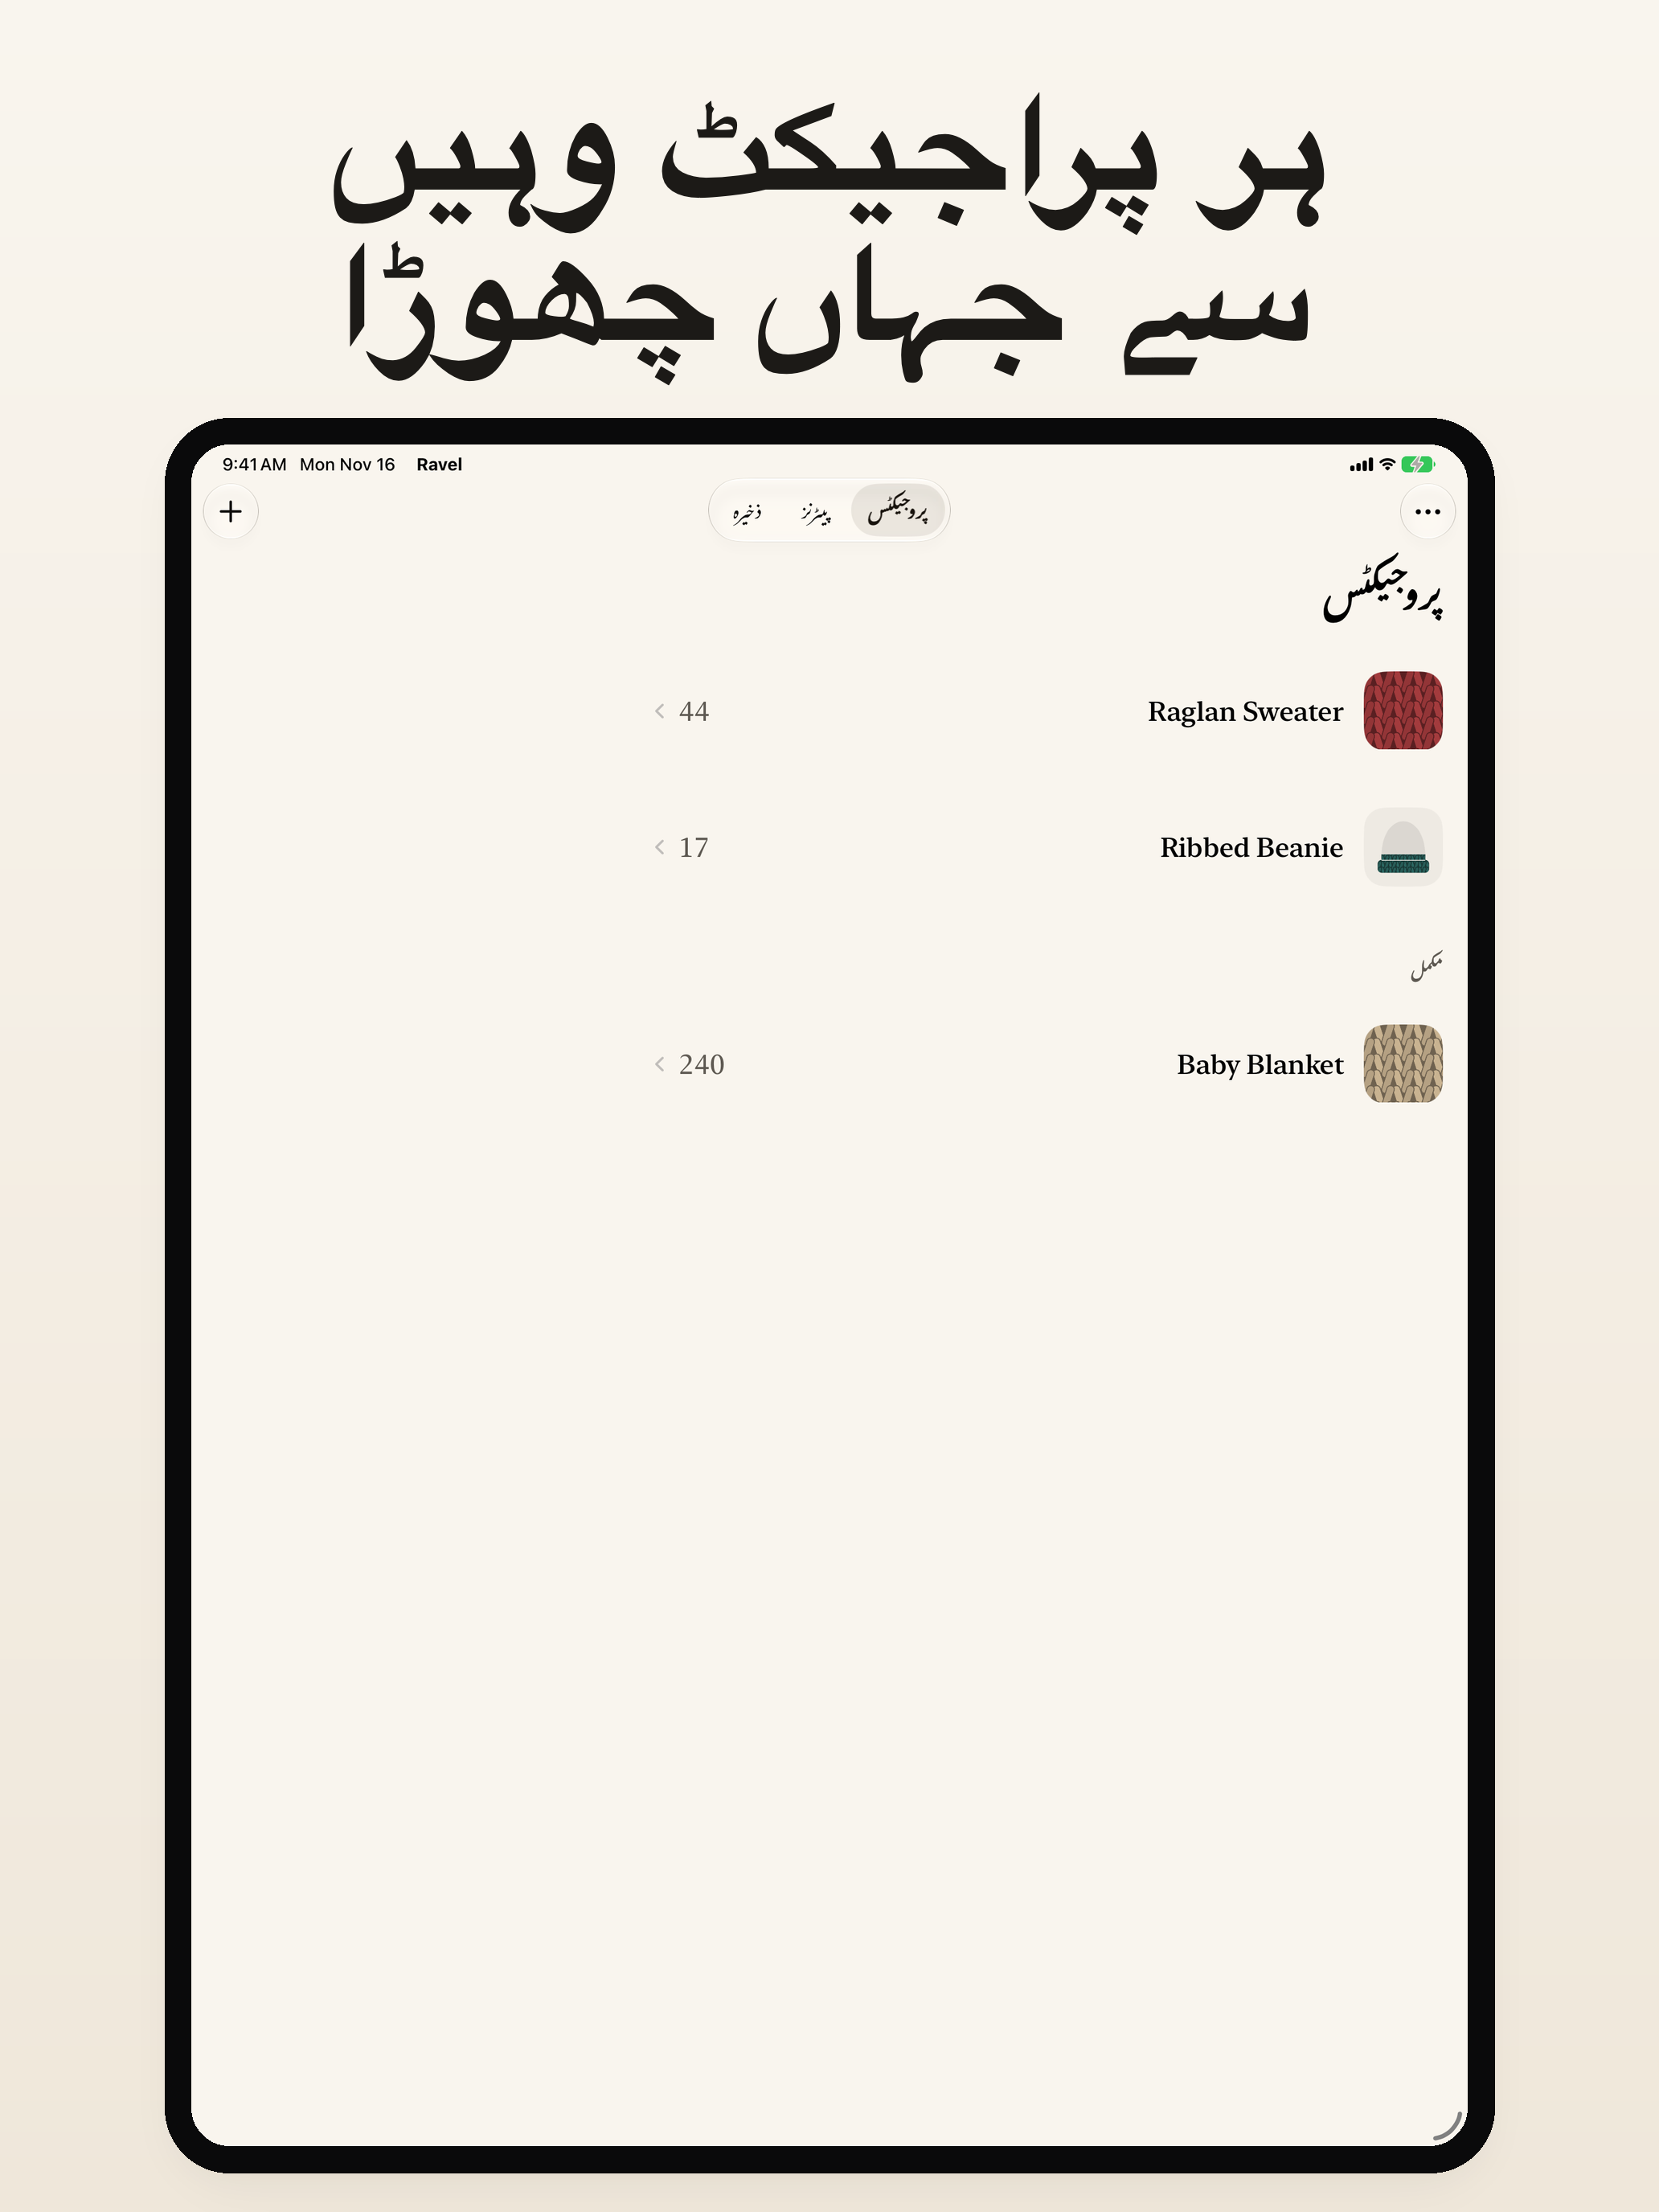 ہر پراجیکٹ وہیں
سے جہاں چھوڑا
9:41 AM Mon Nov 16 Ravel
پروجیکٹس پیٹرنز ذخیرہ
پروجیکٹس
Raglan Sweater 44
Ribbed Beanie 17
مکمل
Baby Blanket 240